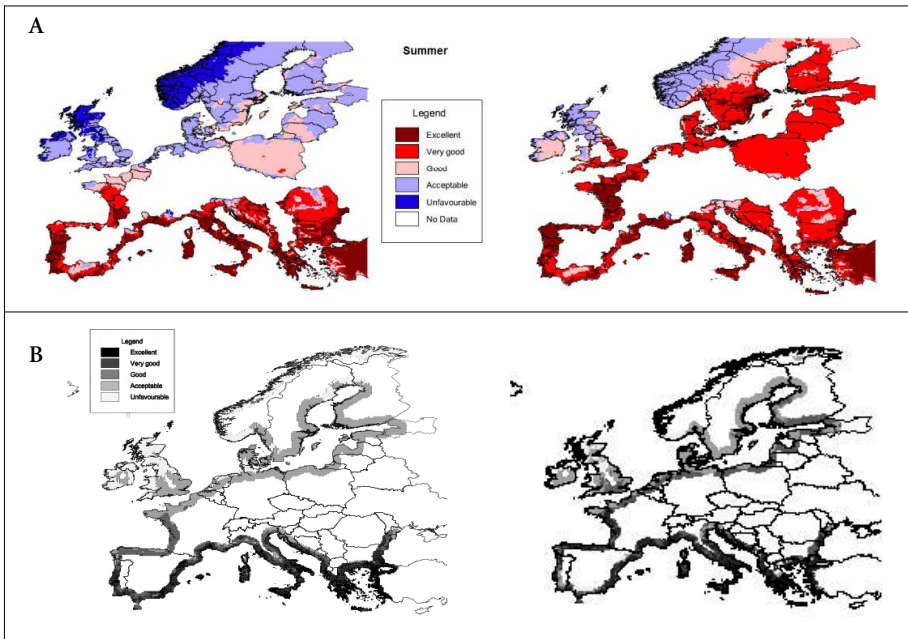 A
Summer
Legend
Excellent
Very good
Good
Acceptable
Unfavourable
No Data
B
Legend
Excellent
Very good
Good
Acceptable
Unfavourable